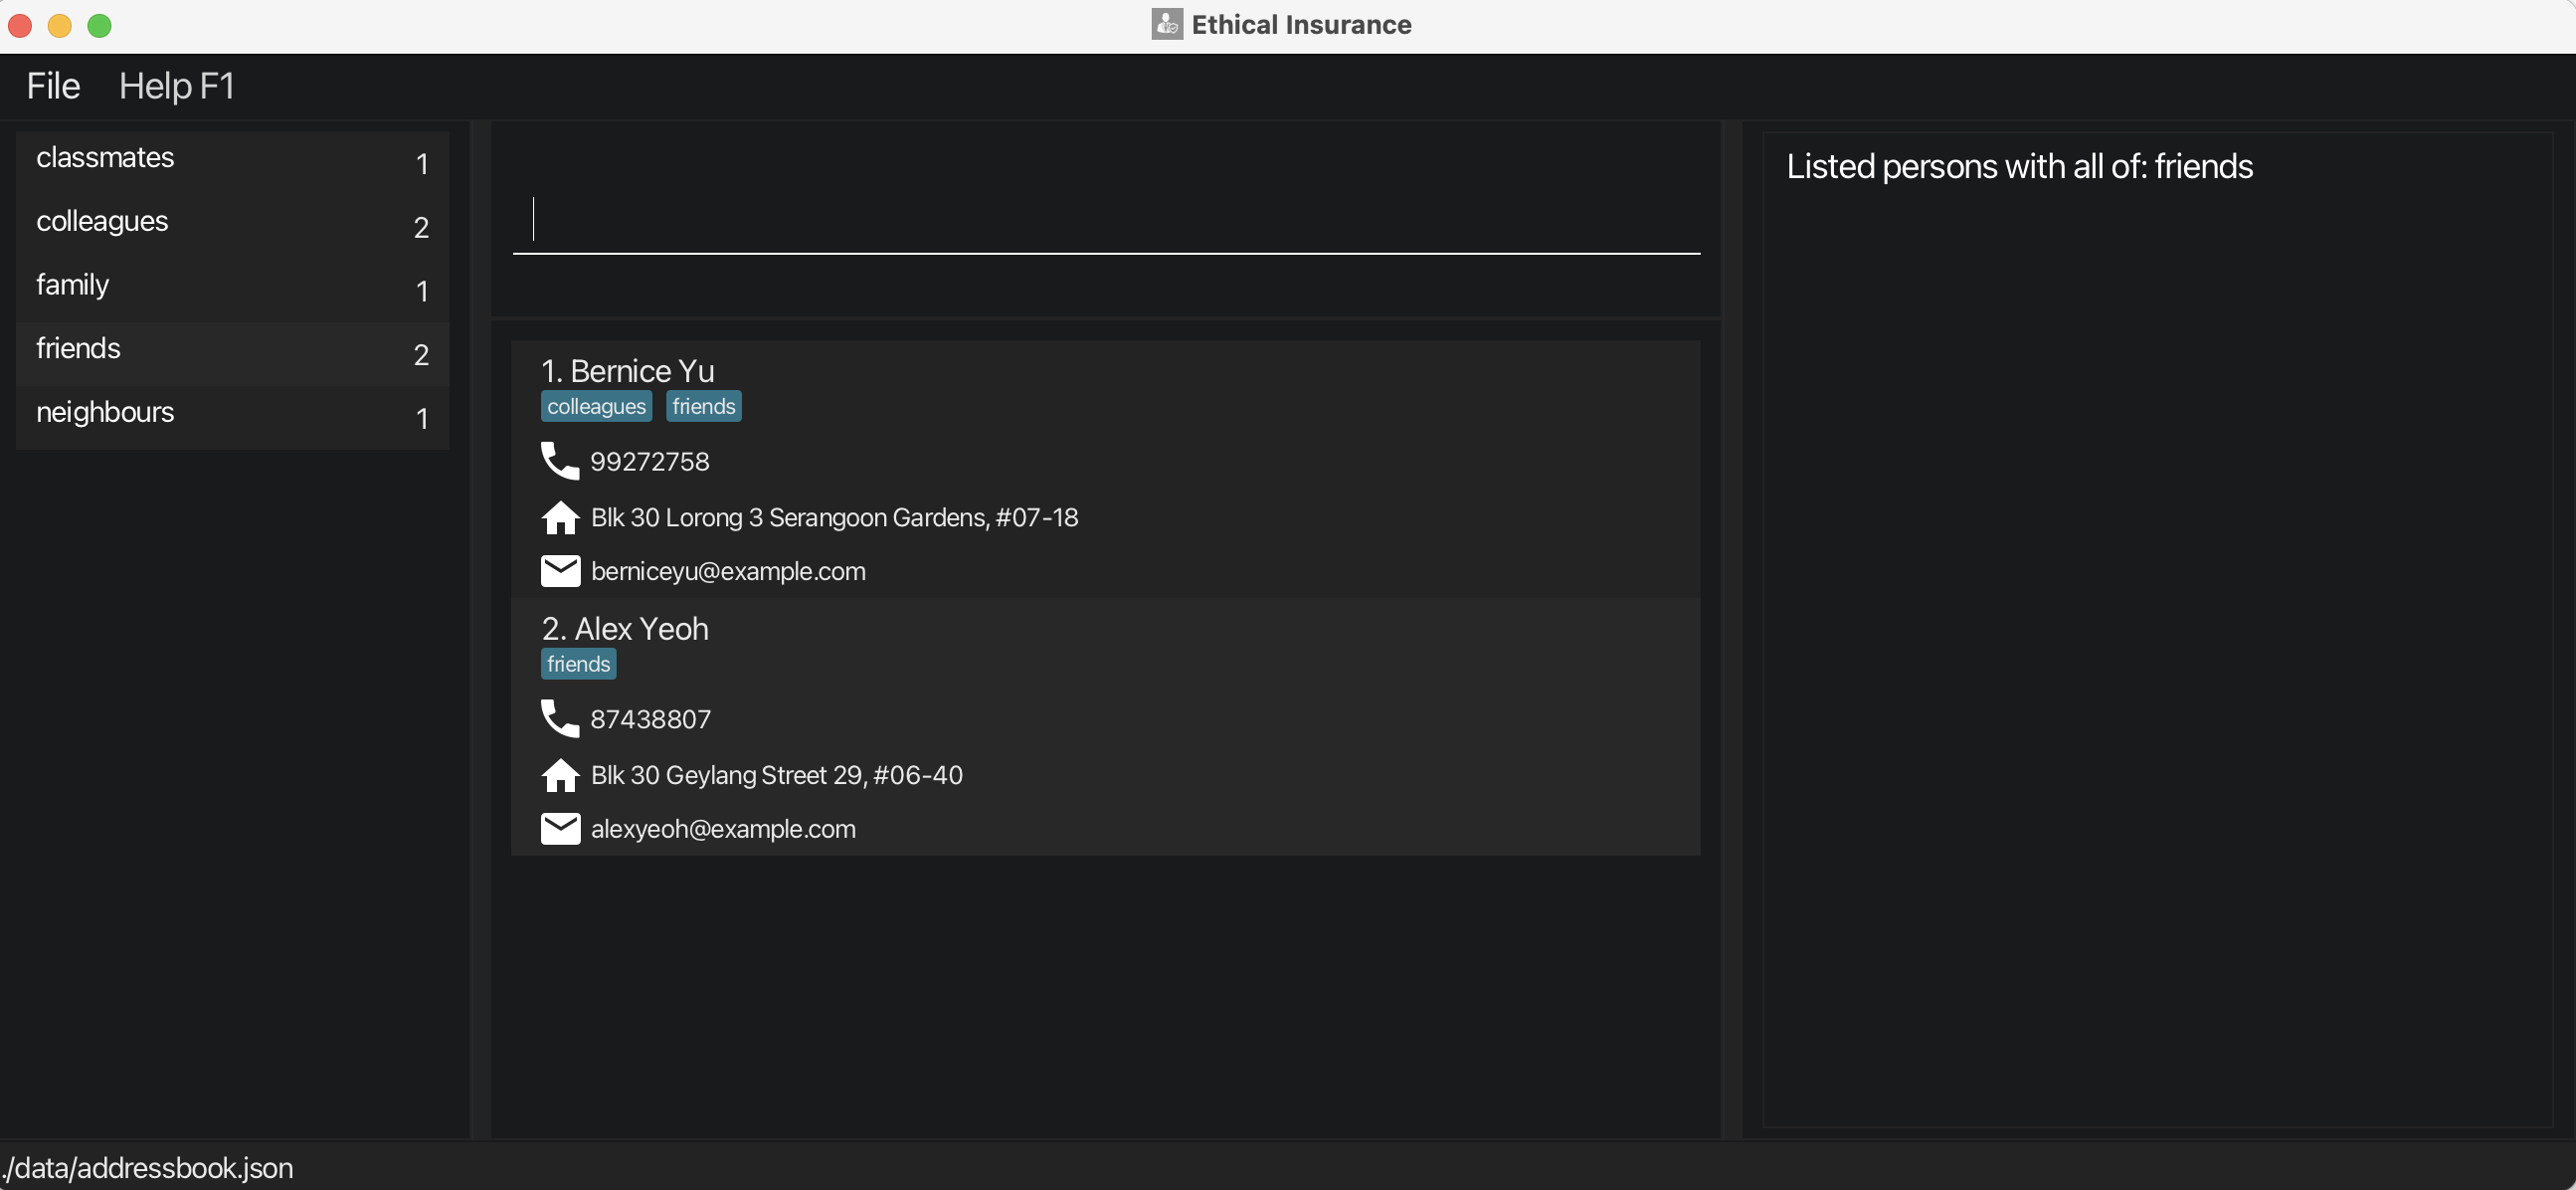 Ethical Insurance
File Help F1
classmates 1
colleagues 2
family 1
friends 2
neighbours 1
1. Bernice Yu
colleagues friends
99272758
Blk 30 Lorong 3 Serangoon Gardens, #07-18
berniceyu@example.com
2. Alex Yeoh
friends
87438807
Blk 30 Geylang Street 29, #06-40
alexyeoh@example.com
Listed persons with all of: friends
./data/addressbook.json